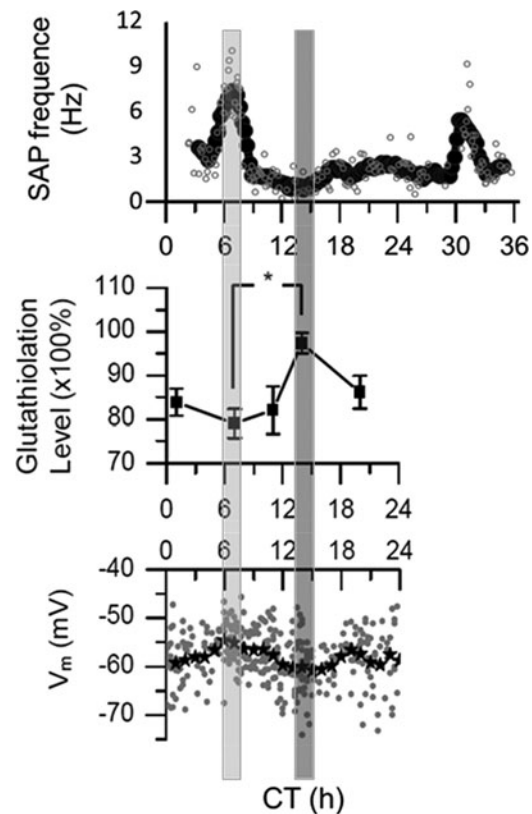 12
9
6
3
0
SAP frequence
(Hz)
0 6 12 18 24 30 36
*
110
100
90
80
70
Glutathiolation
Level (x100%)
0 6 12 18 24
0 6 12 18 24
-40
-50
-60
-70
Vm (mV)
CT (h)